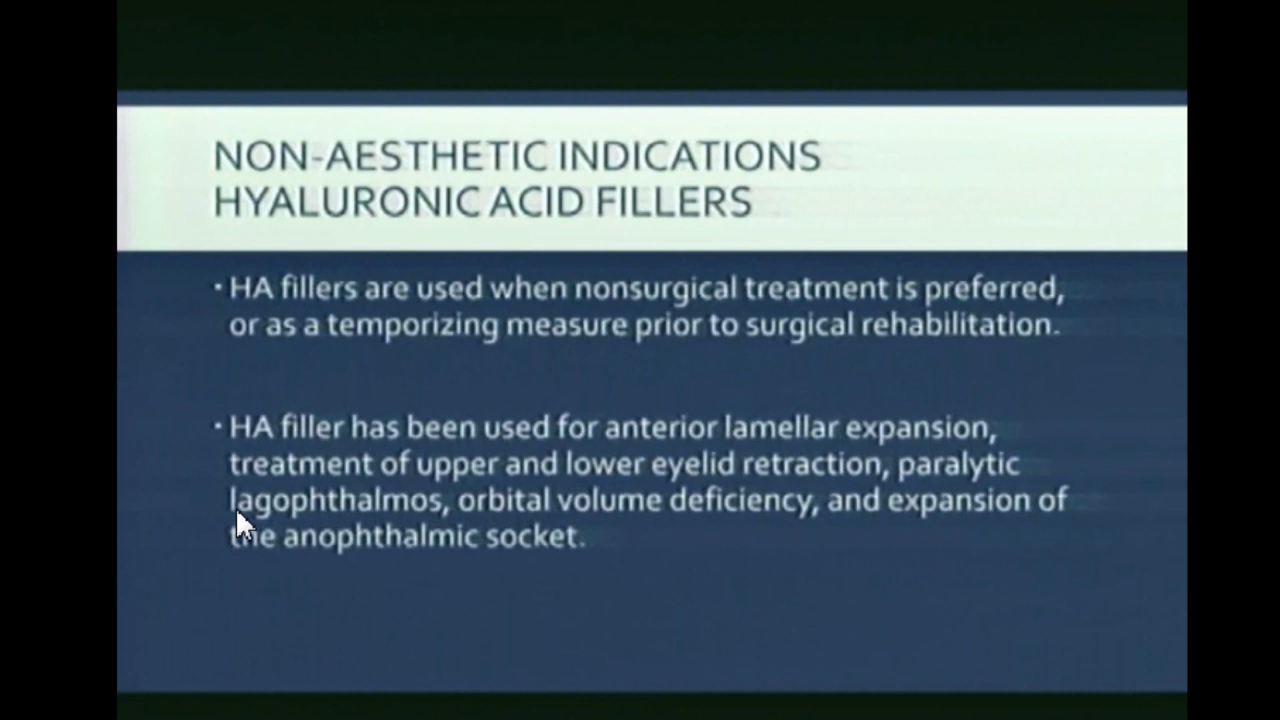 NON-AESTHETIC INDICATIONS
HYALURONIC ACID FILLERS
· HA fillers are used when nonsurgical treatment is preferred,
or as a temporizing measure prior to surgical rehabilitation.
· HA filler has been used for anterior lamellar expansion,
treatment of upper and lower eyelid retraction, paralytic
lagophthalmos, orbital volume deficiency, and expansion of
the anophthalmic socket.